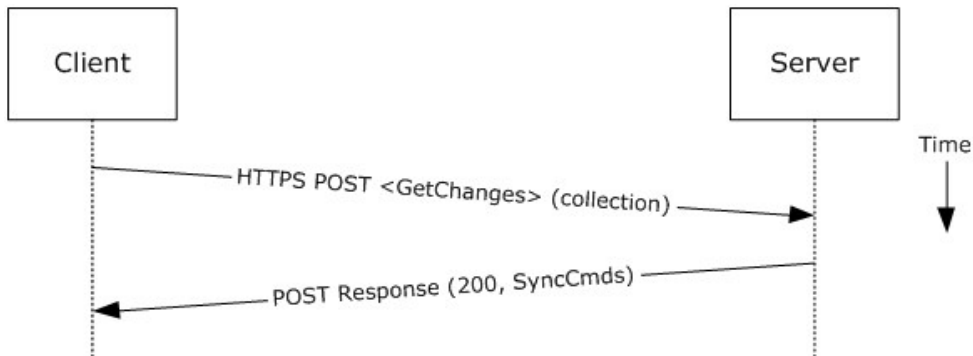 Client
Server
Time
HTTPS POST <GetChanges> (collection)
POST Response (200, SyncCmds)